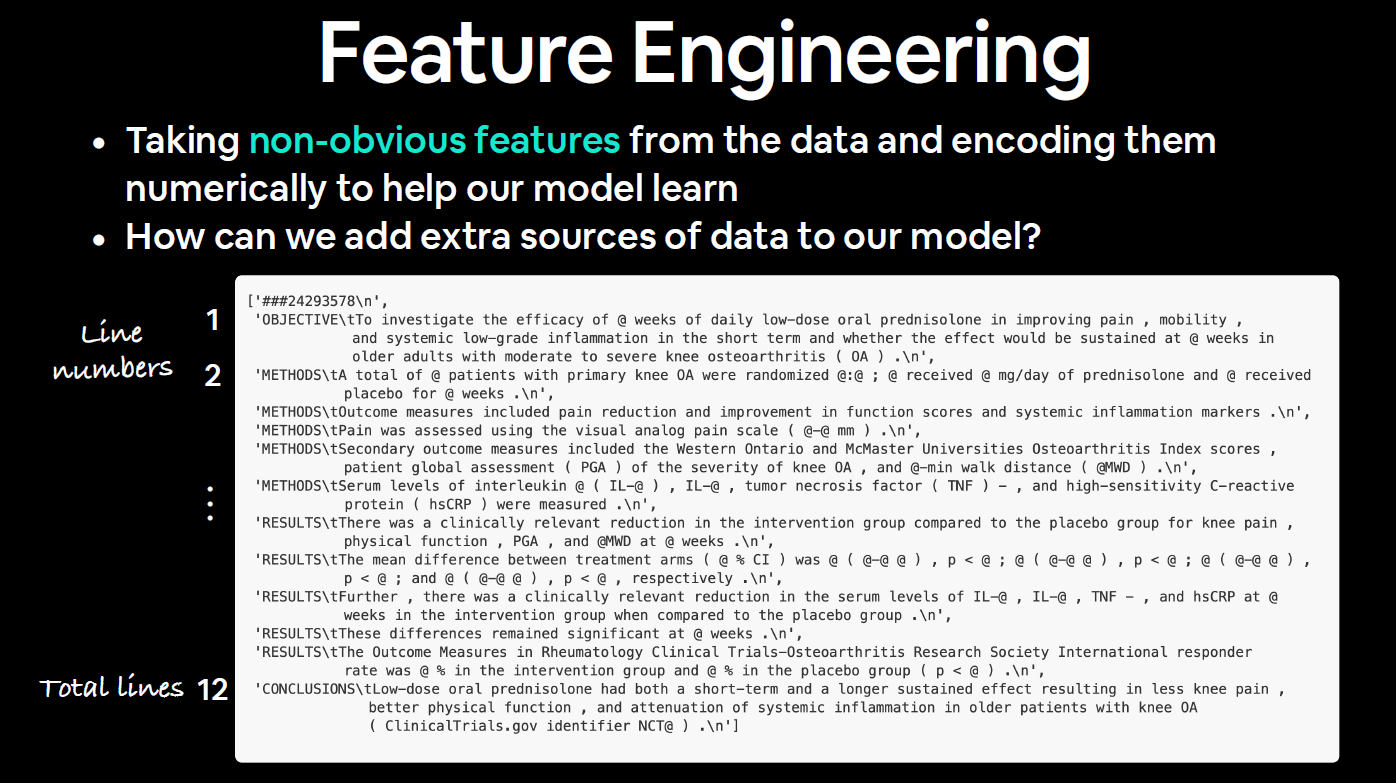 Feature Engineering
• Taking non-obvious features from the data and encoding them
numerically to help our model learn
• How can we add extra sources of data to our model?
Line
numbers
1
2
⋮
Total lines 12
['###24293578\n',
'OBJECTIVE\tTo investigate the efficacy of @ weeks of daily low-dose oral prednisolone in improving pain , mobility ,
and systemic low-grade inflammation in the short term and whether the effect would be sustained at @ weeks in
older adults with moderate to severe knee osteoarthritis ( OA ) .\n',
'METHODS\tA total of @ patients with primary knee OA were randomized @:@ ; @ received @ mg/day of prednisolone and @ received
placebo for @ weeks .\n',
'METHODS\tOutcome measures included pain reduction and improvement in function scores and systemic inflammation markers .\n',
'METHODS\tPain was assessed using the visual analog pain scale ( @-@ mm ) .\n',
'METHODS\tSecondary outcome measures included the Western Ontario and McMaster Universities Osteoarthritis Index scores ,
patient global assessment ( PGA ) of the severity of knee OA , and @-min walk distance ( @MWD ) .\n',
'METHODS\tSerum levels of interleukin @ ( IL-@ ) , IL-@ , tumor necrosis factor ( TNF ) - , and high-sensitivity C-reactive
protein ( hsCRP ) were measured .\n',
'RESULTS\tThere was a clinically relevant reduction in the intervention group compared to the placebo group for knee pain ,
physical function , PGA , and @MWD at @ weeks .\n',
'RESULTS\tThe mean difference between treatment arms ( @ % CI ) was @ ( @-@ @ ) , p < @ ; @ ( @-@ @ ) , p < @ ; @ ( @-@ @ ) ,
p < @ ; and @ ( @-@ @ ) , p < @ , respectively .\n',
'RESULTS\tFurther , there was a clinically relevant reduction in the serum levels of IL-@ , IL-@ , TNF - , and hsCRP at @
weeks in the intervention group when compared to the placebo group .\n',
'RESULTS\tThese differences remained significant at @ weeks .\n',
'RESULTS\tThe Outcome Measures in Rheumatology Clinical Trials-Osteoarthritis Research Society International responder
rate was @ % in the intervention group and @ % in the placebo group ( p < @ ) .\n',
'CONCLUSIONS\tLow-dose oral prednisolone had both a short-term and a longer sustained effect resulting in less knee pain ,
better physical function , and attenuation of systemic inflammation in older patients with knee OA
( ClinicalTrials.gov identifier NCT@ ) .\n']